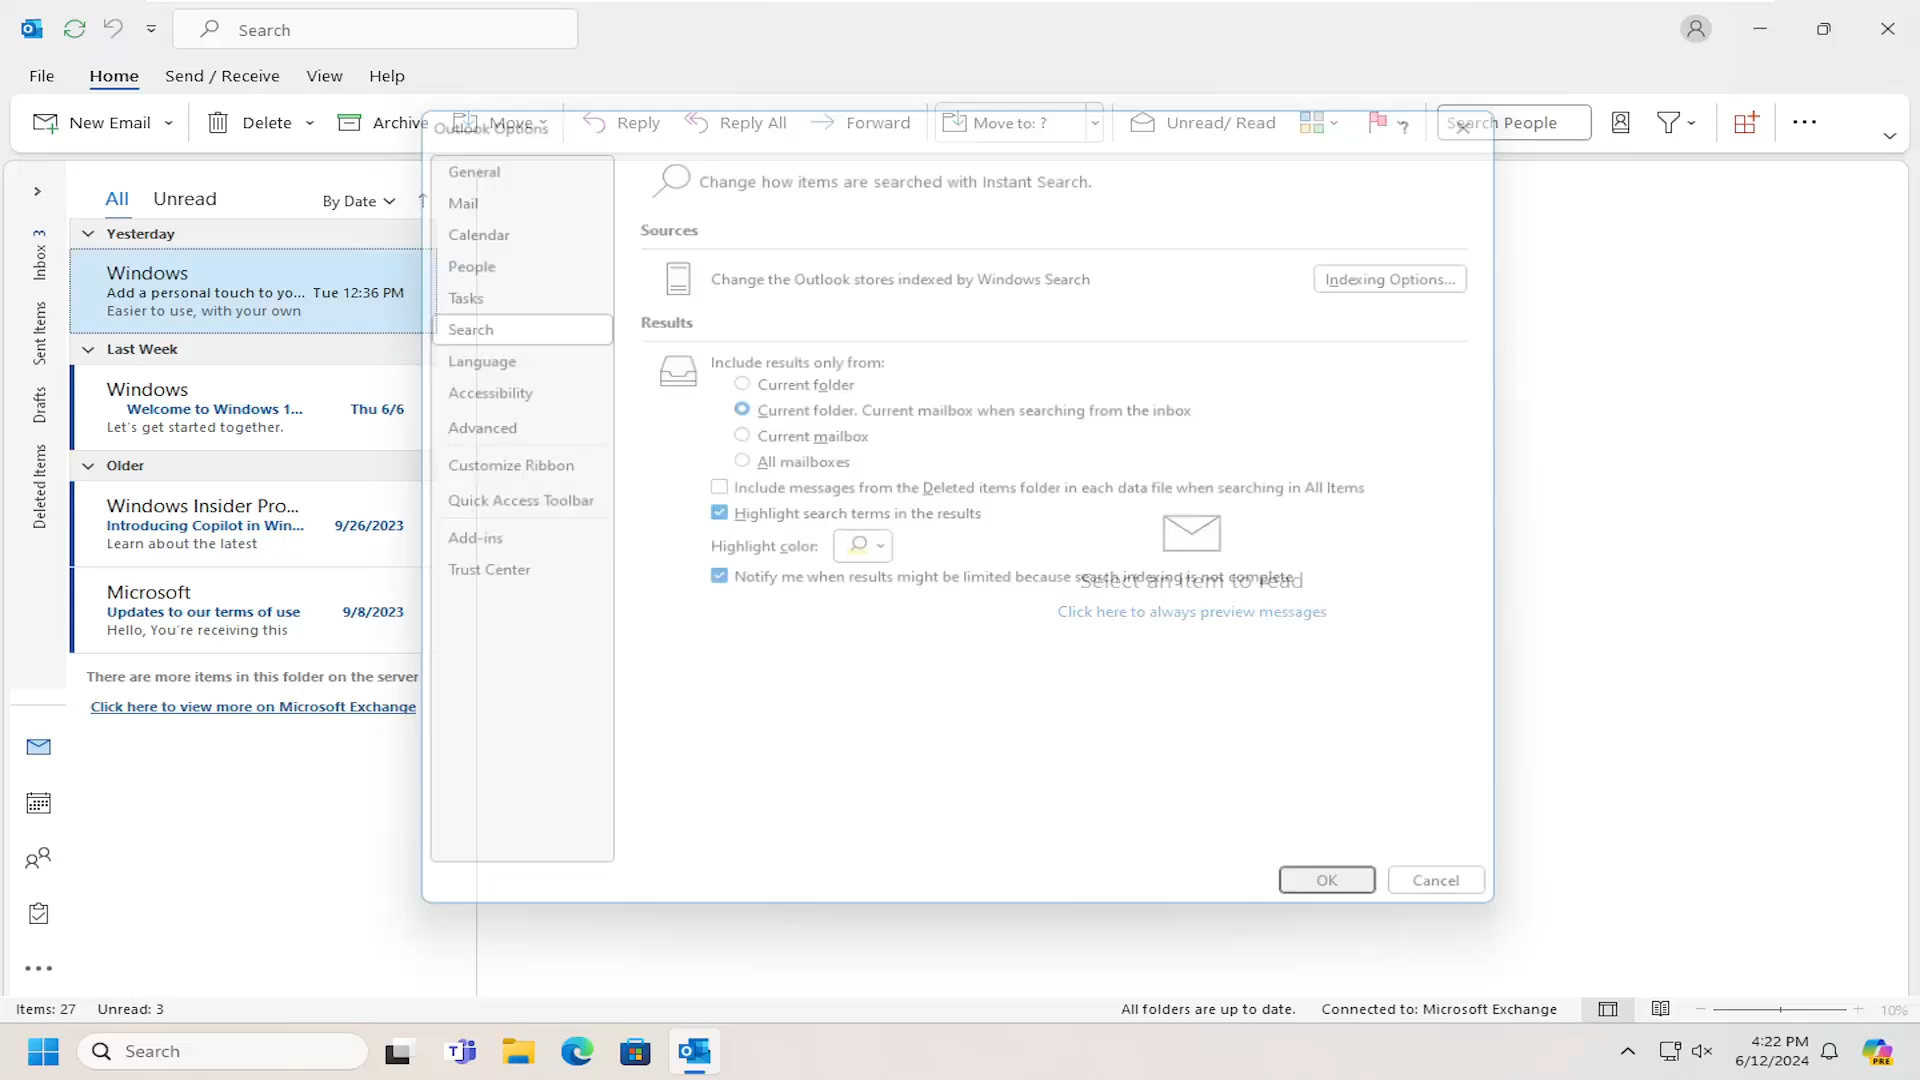 Search
File Home Send / Receive View Help
New Email Delete Archive Move Reply Reply All Forward Move to: ? Unread/ Read Search People
Outlook Options ?
All Unread By Date
Inbox 3
Sent Items
Drafts
Deleted Items
Yesterday
Windows
Add a personal touch to yo... Tue 12:36 PM
Easier to use, with your own
Last Week
Windows
Welcome to Windows 1... Thu 6/6
Let's get started together.
Older
Windows Insider Pro...
Introducing Copilot in Win... 9/26/2023
Learn about the latest
Microsoft
Updates to our terms of use 9/8/2023
Hello, You're receiving this
There are more items in this folder on the server
Click here to view more on Microsoft Exchange
General
Mail
Calendar
People
Tasks
Search
Language
Accessibility
Advanced
Customize Ribbon
Quick Access Toolbar
Add-ins
Trust Center
Change how items are searched with Instant Search.
Sources
Change the Outlook stores indexed by Windows Search Indexing Options...
Results
Include results only from:
Current folder
Current folder. Current mailbox when searching from the inbox
Current mailbox
All mailboxes
Include messages from the Deleted items folder in each data file when searching in All Items
Highlight search terms in the results
Highlight color:
Notify me when results might be limited because search indexing is not complete
Select an item to read
Click here to always preview messages
OK Cancel
Items: 27 Unread: 3 All folders are up to date. Connected to: Microsoft Exchange 10%
Search
4:22 PM
6/12/2024
PRE